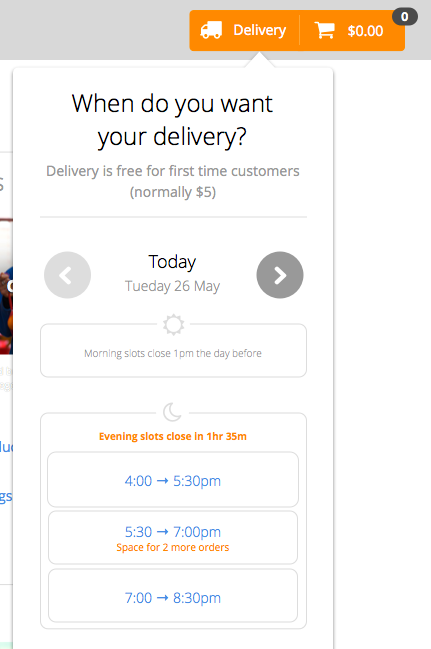 Delivery
$0.00
0
When do you want
your delivery?
Delivery is free for first time customers
(normally $5)
Today
Tueday 26 May
Morning slots close 1pm the day before
Evening slots close in 1hr 35m
4:00 → 5:30pm
5:30 → 7:00pm
Space for 2 more orders
7:00 → 8:30pm